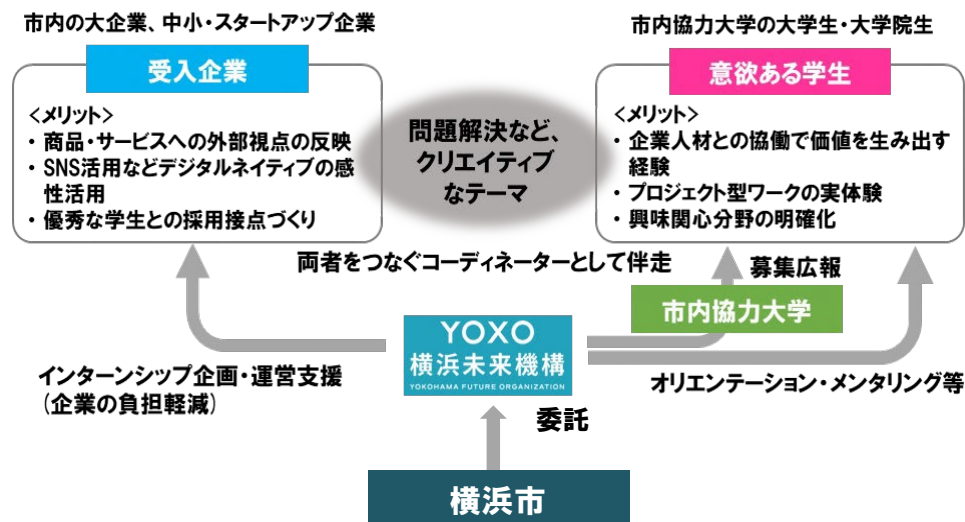 市内の大企業、中小・スタートアップ企業
受入企業
<メリット>
・ 商品・サービスへの外部視点の反映
・ SNS活用などデジタルネイティブの感
性活用
・ 優秀な学生との採用接点づくり
問題解決など、
クリエイティブ
なテーマ
市内協力大学の大学生・大学院生
意欲ある学生
<メリット>
・ 企業人材との協働で価値を生み出す
経験
・ プロジェクト型ワークの実体験
・ 興味関心分野の明確化
両者をつなぐコーディネーターとして伴走
募集広報
市内協力大学
YOXO
横浜未来機構
YOKOHAMA FUTURE ORGANIZATION
インターンシップ企画・運営支援
(企業の負担軽減)
オリエンテーション・メンタリング等
委託
横浜市